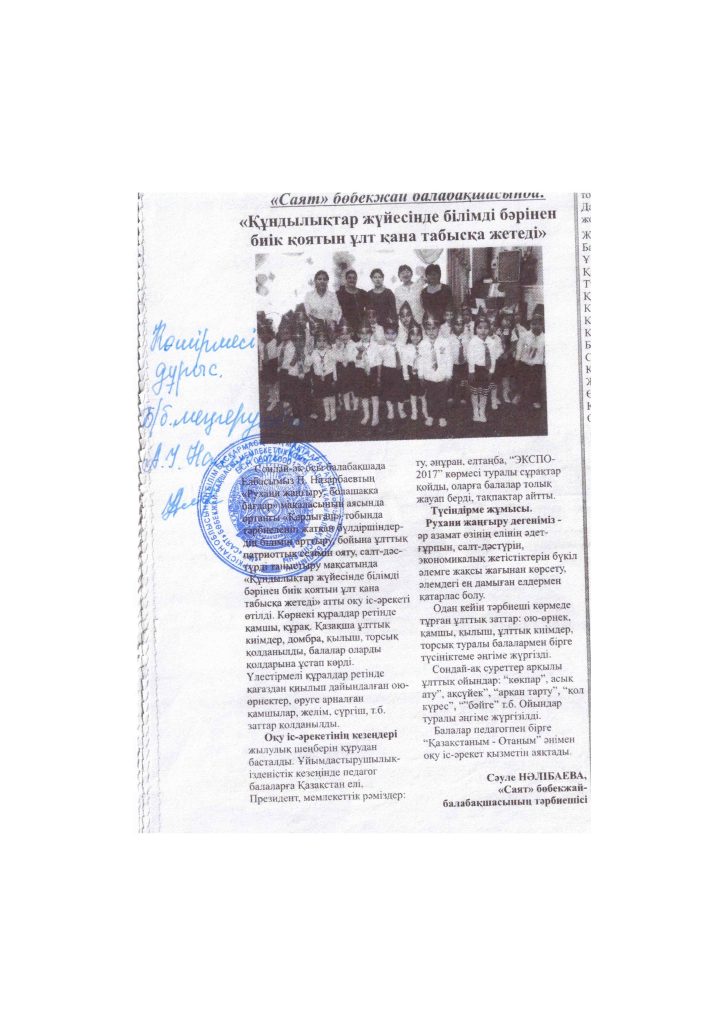 «Саят» бөбекжай балабақшасында:
«Құндылықтар жүйесінде білімді бәрінен
биік қоятын ұлт қана табысқа жетеді»
Көшірмесі
дұрыс.
Б/б.меңгеруші
Сондай-ақ осы балабақшада
Елбасымыз Н. Назарбаевтың
«Рухани жаңғыру: болашаққа
бағдар» мақаласының аясында
ортаңғы «Қарлығаш» тобында
тәрбиеленіп жатқан бүлдіршіндер-
дің білімін арттыру, бойына ұлттық
патриоттық сезімін ояту, салт-дәс-
түрді таныстыру мақсатында
«Құндылықтар жүйесінде білімді
бәрінен биік қоятын ұлт қана
табысқа жетеді» атты оқу іс-әрекеті
өтілді. Көрнекі құралдар ретінде
қамшы, құрақ. Қазақша ұлттық
киімдер, домбра, қылыш, торсық
қолданылды, балалар оларды
қолдарына ұстап көрді.
Үлестірмелі құралдар ретінде
қағаздан қиылып дайындалған ою-
өрнектер, өруге арналған
қамшылар, желім, сүргіш, т.б.
заттар қолданылды.
Оқу іс-әрекетінің кезеңдері
жылулық шеңберін құрудан
басталды. Ұйымдастырушылық-
ізденістік кезеңінде педагог
балаларға Қазақстан елі,
Президент, мемлекеттік рәміздер:
ту, әнұран, елтаңба, “ЭКСПО-
2017” көрмесі туралы сұрақтар
қойды, оларға балалар толық
жауап берді, тақпақтар айтты.
Түсіндірме жұмысы.
Рухани жаңғыру дегеніміз -
әр азамат өзінің елінің әдет-
ғұрпын, салт-дәстүрін,
экономикалық жетістіктерін бүкіл
әлемге жақсы жағынан көрсету,
әлемдегі ең дамыған елдермен
қатарлас болу.
Одан кейін тәрбиеші көрмеде
тұрған ұлттық заттар: ою-өрнек,
қамшы, қылыш, ұлттық киімдер,
торсық туралы балалармен бірге
түсініктеме әңгіме жүргізді.
Сондай-ақ суреттер арқылы
ұлттық ойындар: “көкпар”, асық
ату”, ақсүйек”, “арқан тарту”, “қол
күрес”, “”бәйге” т.б. Ойындар
туралы әңгіме жүргізілді.
Балалар педагогпен бірге
“Қазақстаным - Отаным” әнімен
оқу іс-әрекет қызметін аяқтады.
Сәуле НӘЛІБАЕВА,
«Саят» бөбекжай-
балабақшасының тәрбиешісі